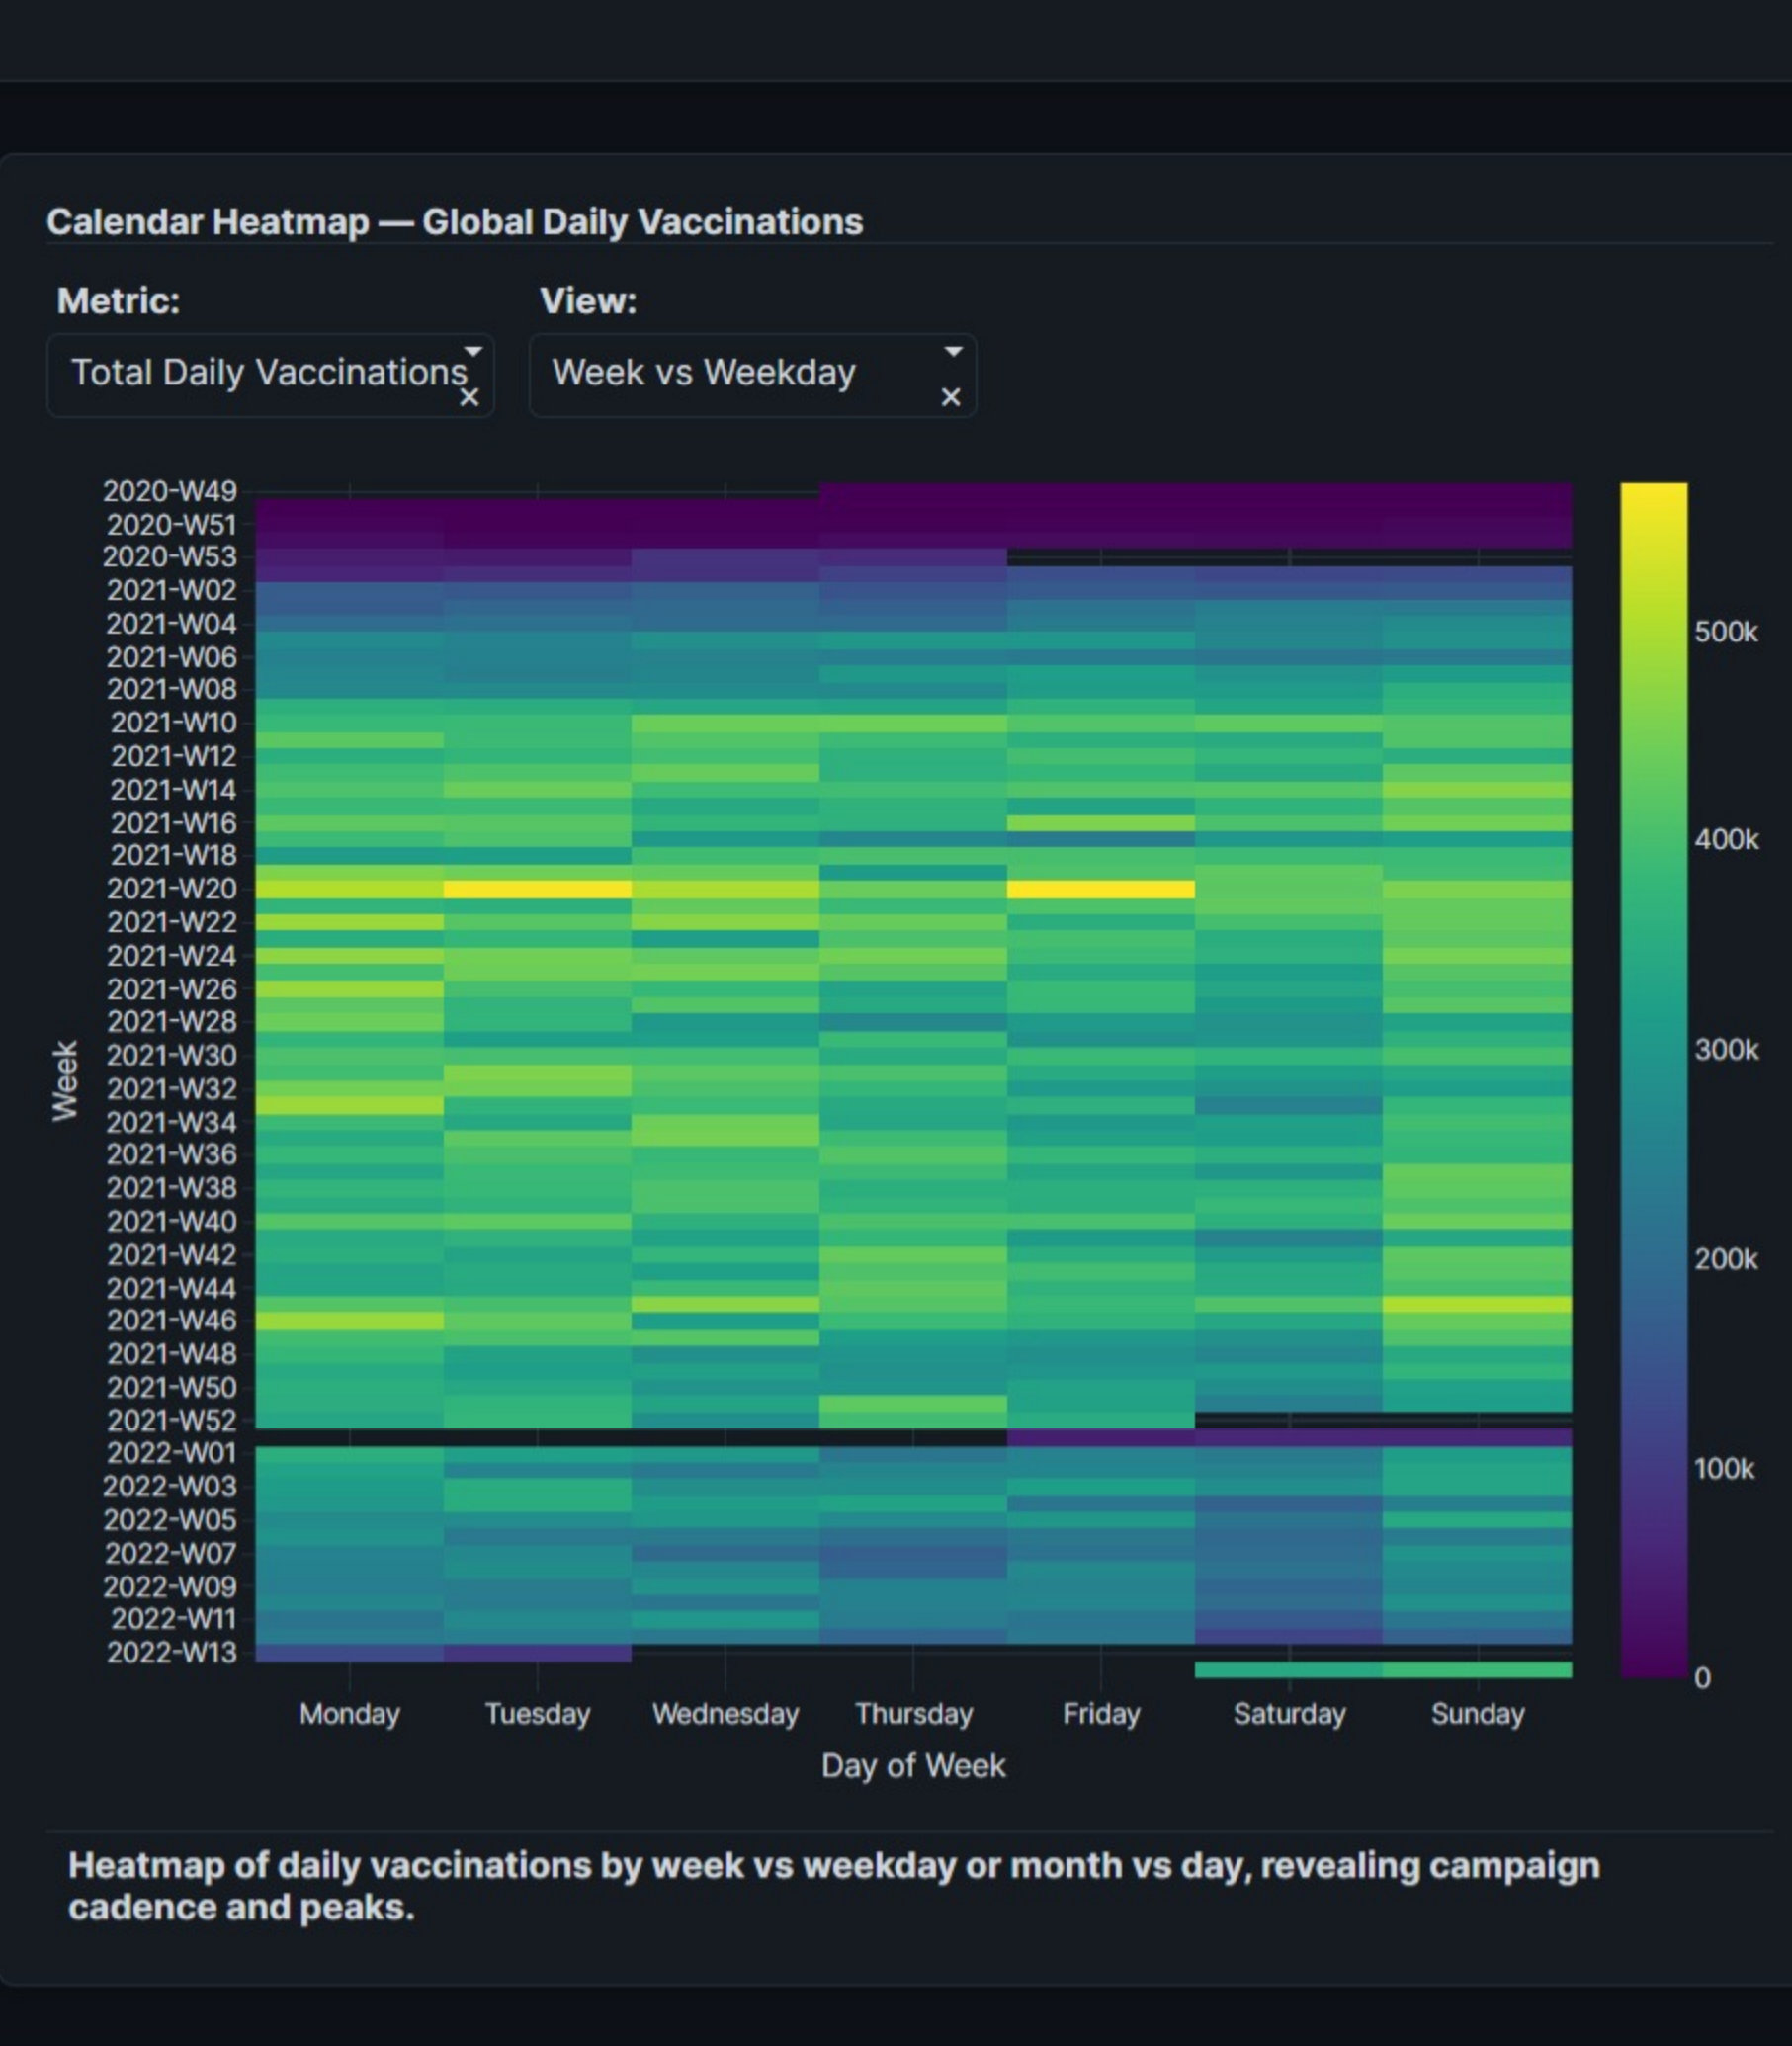 Calendar Heatmap — Global Daily Vaccinations
Metric:
View:
Total Daily Vaccinations
Week vs Weekday
2020-W49
2020-W51
2020-W53
2021-W02
2021-W04
2021-W06
2021-W08
2021-W10
2021-W12
2021-W14
2021-W16
2021-W18
2021-W20
2021-W22
2021-W24
2021-W26
2021-W28
2021-W30
2021-W32
2021-W34
2021-W36
2021-W38
2021-W40
2021-W42
2021-W44
2021-W46
2021-W48
2021-W50
2021-W52
2022-W01
2022-W03
2022-W05
2022-W07
2022-W09
2022-W11
2022-W13
Week
Monday
Tuesday
Wednesday
Thursday
Friday
Saturday
Sunday
Day of Week
500k
400k
300k
200k
100k
0
Heatmap of daily vaccinations by week vs weekday or month vs day, revealing campaign
cadence and peaks.